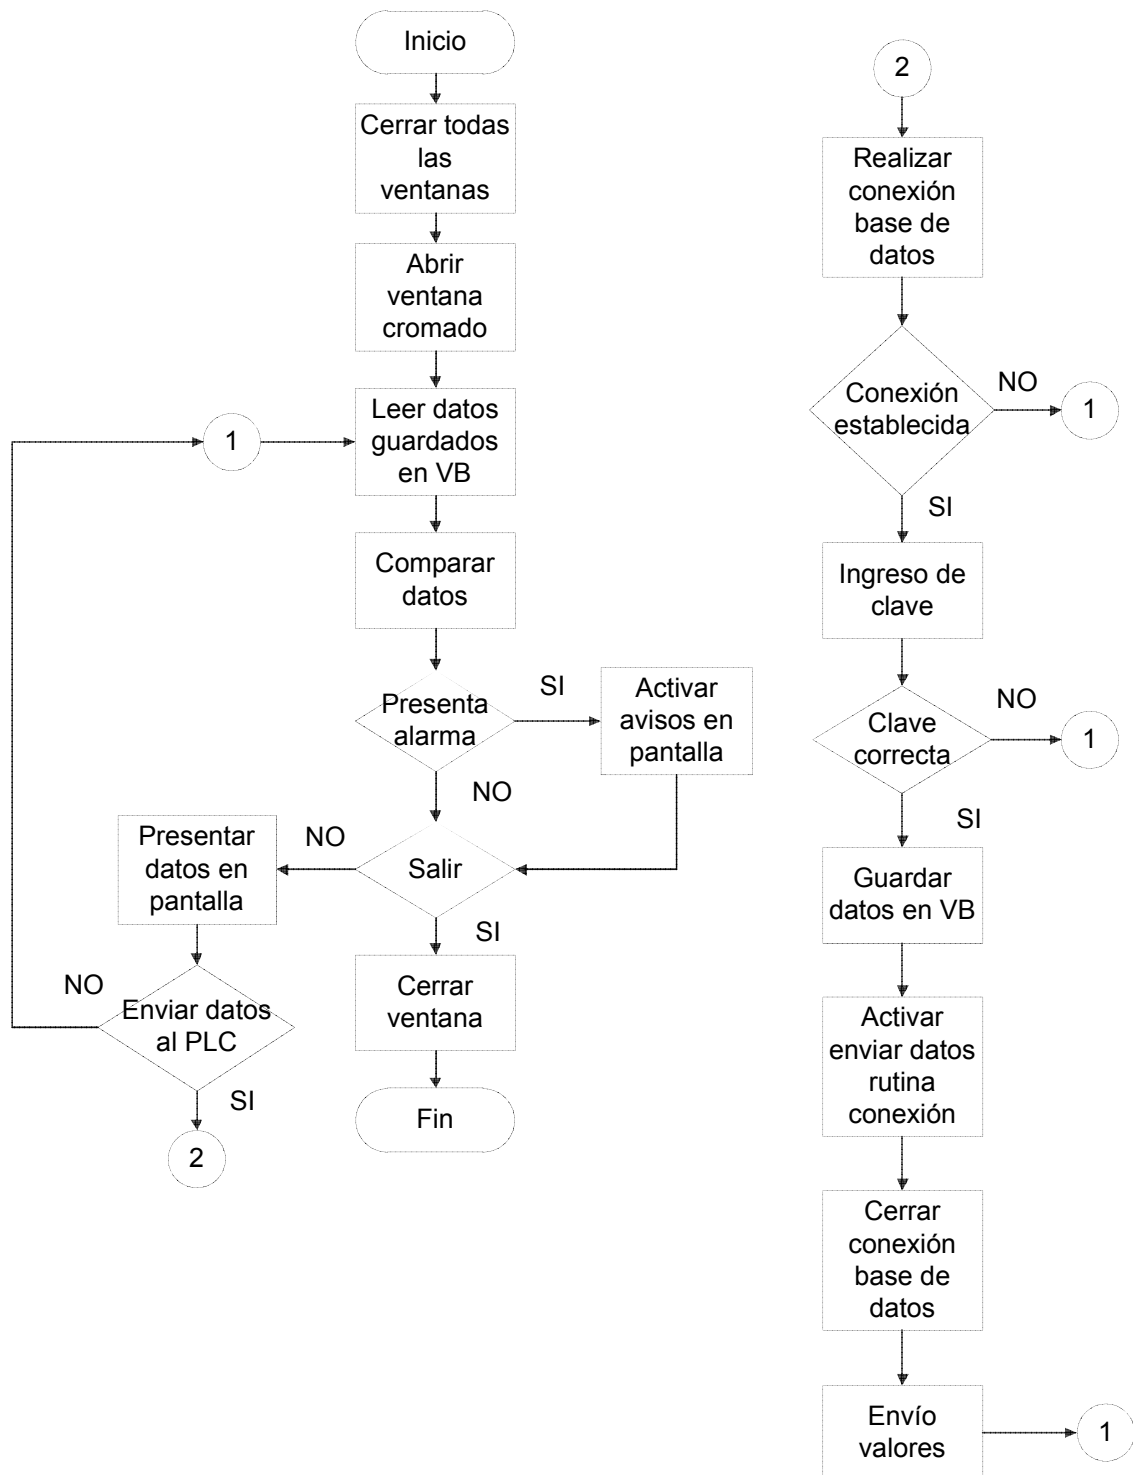 Inicio
Cerrar todas
las
ventanas
Abrir
ventana
cromado
1
Leer datos
guardados
en VB
Comparar
datos
Presenta
alarma
SI
Activar
avisos en
pantalla
NO
Salir
NO
Presentar
datos en
pantalla
SI
NO
Enviar datos
al PLC
SI
2
Cerrar
ventana
Fin
2
Realizar
conexión
base de
datos
Conexión
establecida
NO
1
SI
Ingreso de
clave
Clave
correcta
NO
1
SI
Guardar
datos en VB
Activar
enviar datos
rutina
conexión
Cerrar
conexión
base de
datos
Envío
valores
1